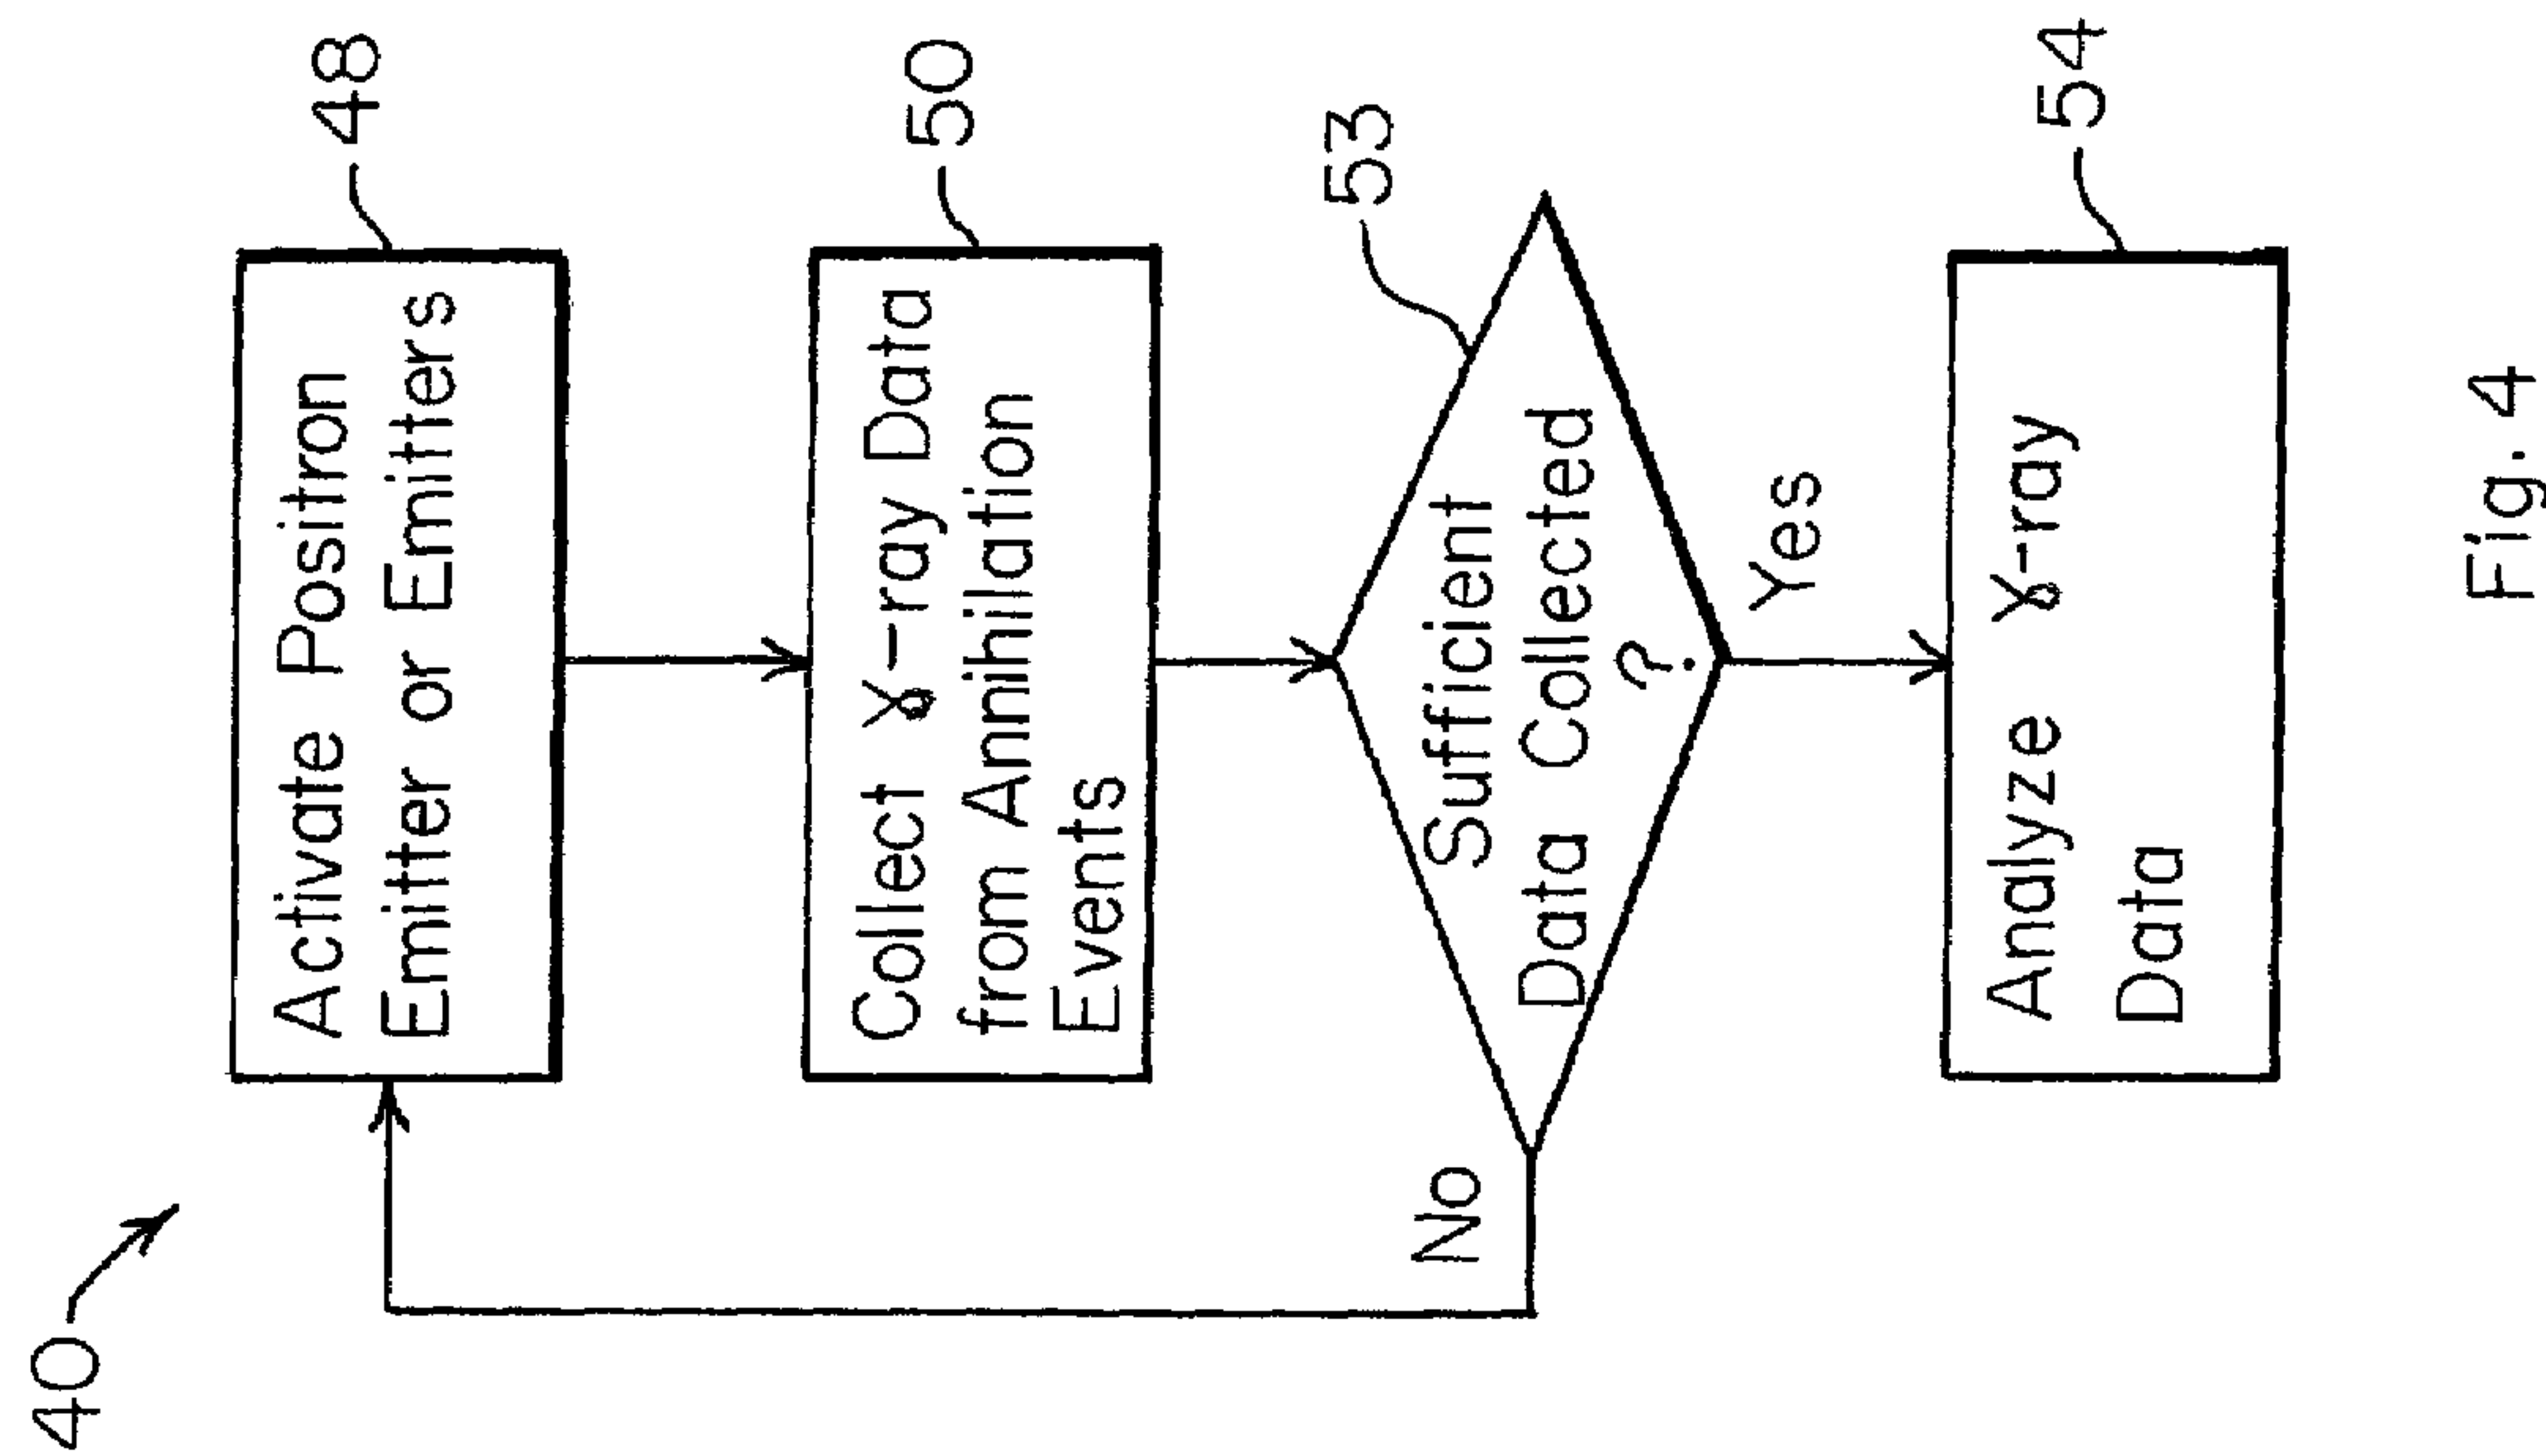 40
48
Activate Positron
Emitter or Emitters
50
Collect γ-ray Data
from Annihilation
Events
53
Sufficient
Data Collected
?
No
Yes
54
Analyze γ-ray
Data
Fig. 4